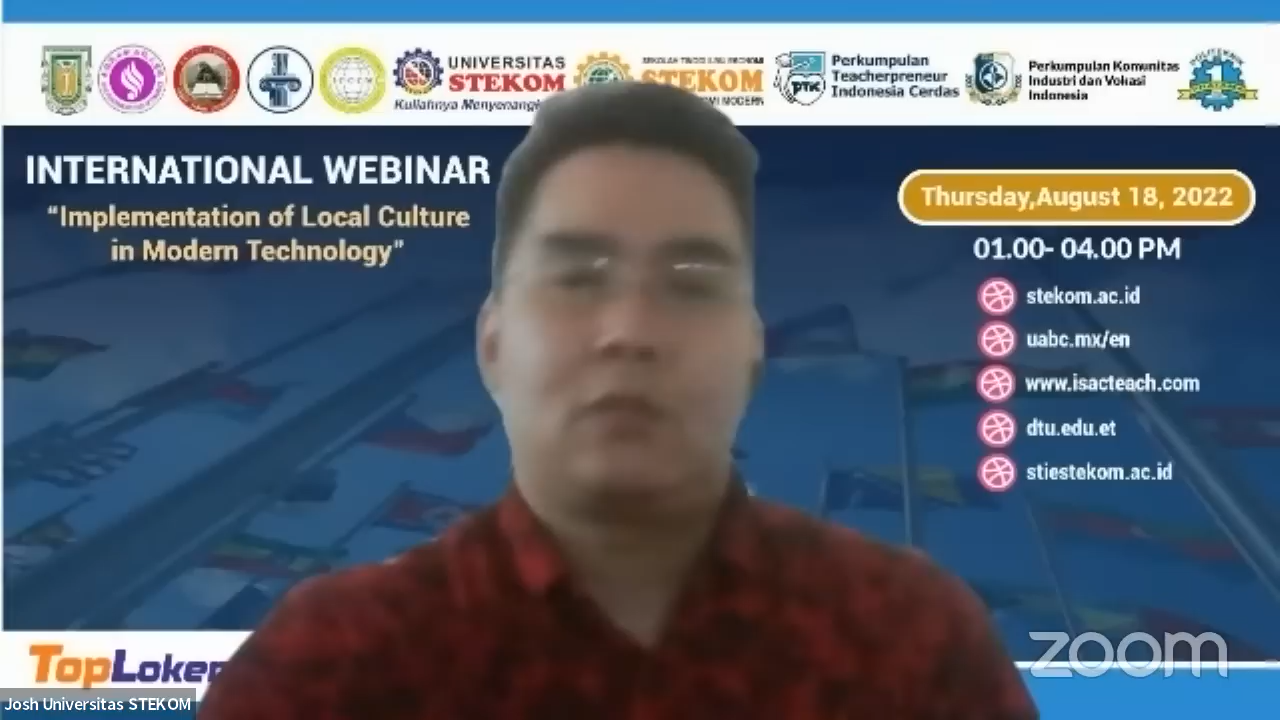 UNIVERSITAS
STEKOM
Kuliahnya Menyenang
STEKOM
Perkumpulan
Teacherpreneur
Indonesia Cerdas
PTIC
Perkumpulan Komunitas
Industri dan Vokasi
Indonesia
INTERNATIONAL WEBINAR
“Implementation of Local Culture
in Modern Technology”
Thursday,August 18, 2022
01.00- 04.00 PM
stekom.ac.id
uabc.mx/en
www.isacteach.com
dtu.edu.et
stiestekom.ac.id
TopLoker
zoom
Josh Universitas STEKOM